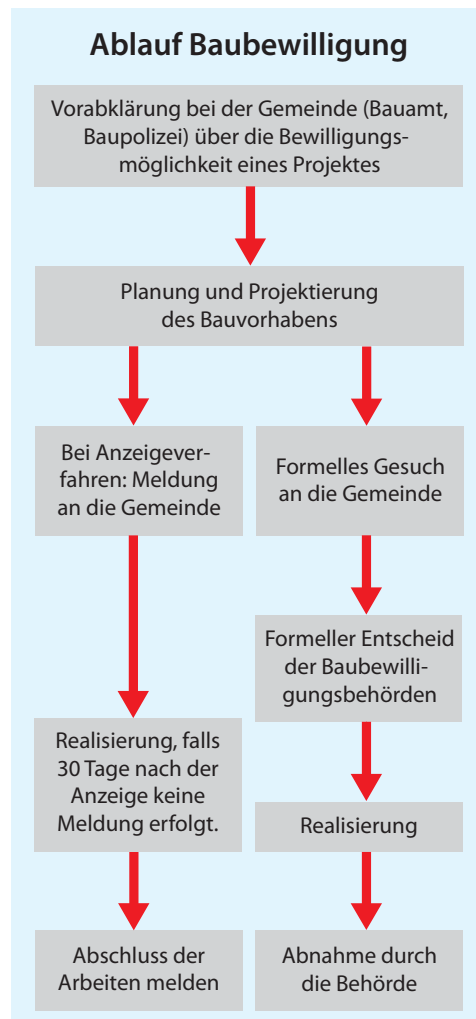 Ablauf Baubewilligung
Vorabklärung bei der Gemeinde (Bauamt,
Baupolizei) über die Bewilligungs-
möglichkeit eines Projektes
Planung und Projektierung
des Bauvorhabens
Bei Anzeigever-
fahren: Meldung
an die Gemeinde
Formelles Gesuch
an die Gemeinde
Formeller Entscheid
der Baubewilli-
gungsbehörden
Realisierung, falls
30 Tage nach der
Anzeige keine
Meldung erfolgt.
Realisierung
Abschluss der
Arbeiten melden
Abnahme durch
die Behörde